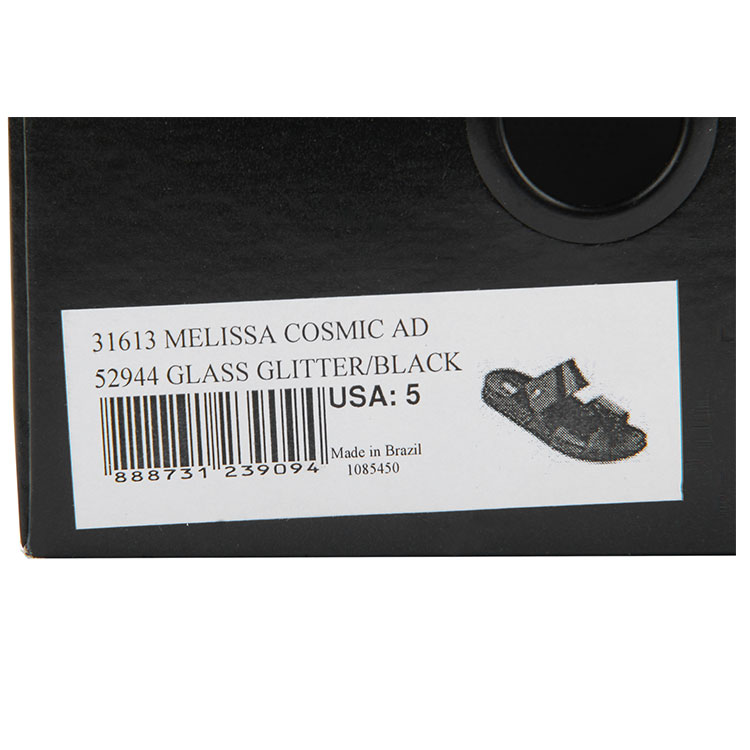 31613 MELISSA COSMIC AD
52944 GLASS GLITTER/BLACK
USA: 5
888731 239094
Made in Brazil
1085450